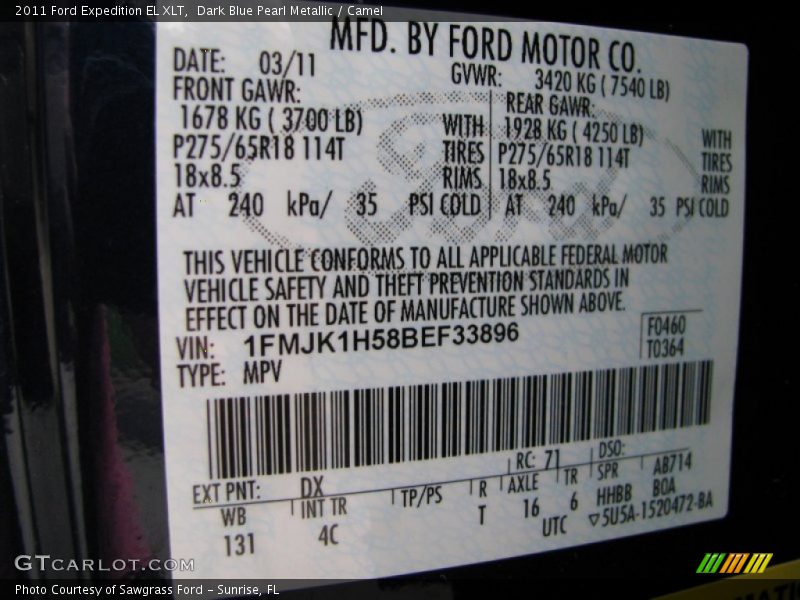 2011 Ford Expedition EL XLT, Dark Blue Pearl Metallic / Camel
MFD. BY FORD MOTOR CO.
DATE: 03/11 GVWR: 3420 KG ( 7540 LB)
FRONT GAWR: REAR GAWR:
1678 KG ( 3700 LB) WITH 1928 KG ( 4250 LB) WITH
P275/65R18 114T TIRES P275/65R18 114T TIRES
18x8.5 RIMS 18x8.5 RIMS
AT 240 kPa/ 35 PSI COLD AT 240 kPa/ 35 PSI COLD
THIS VEHICLE CONFORMS TO ALL APPLICABLE FEDERAL MOTOR
VEHICLE SAFETY AND THEFT PREVENTION STANDARDS IN
EFFECT ON THE DATE OF MANUFACTURE SHOWN ABOVE.
VIN: 1FMJK1H58BEF33896 F0460
TYPE: MPV T0364
EXT PNT: DX RC: 71 DSO:
WB INT TR TP/PS R AXLE TR SPR AB714
131 4C T 16 6 HHBB BOA
UTC ▽5U5A-1520472-BA
GTCARLOT.COM
Photo Courtesy of Sawgrass Ford - Sunrise, FL